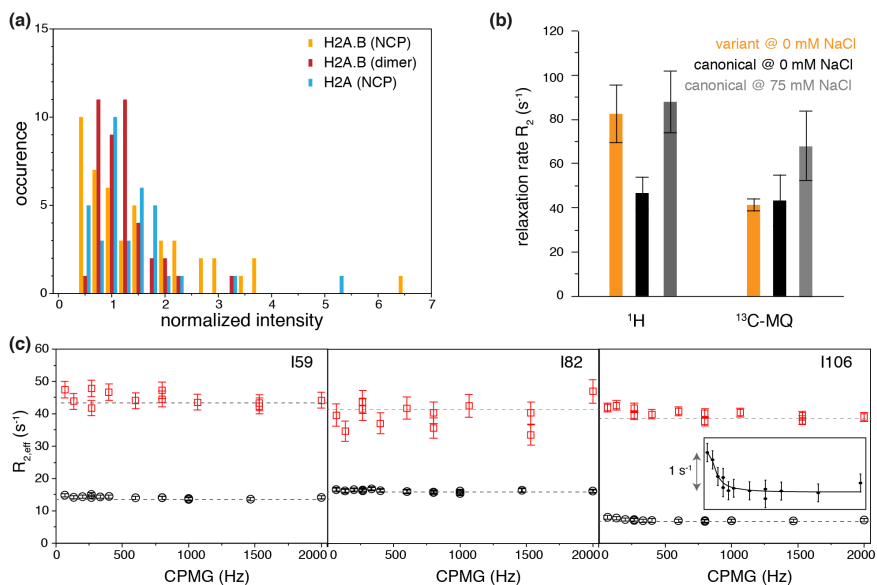 (a)
15
10
5
0
occurence
H2A.B (NCP)
H2A.B (dimer)
H2A (NCP)
0 1 2 3 4 5 6 7
normalized intensity
(b)
120
100
80
60
40
20
0
relaxation rate R2 (s⁻¹)
variant @ 0 mM NaCl
canonical @ 0 mM NaCl
canonical @ 75 mM NaCl
¹H ¹³C-MQ
(c)
60
50
40
30
20
10
0
R2,eff (s⁻¹)
I59
I82
I106
1 s⁻¹
0 500 1000 1500 2000 0 500 1000 1500 2000 0 500 1000 1500 2000
CPMG (Hz) CPMG (Hz) CPMG (Hz)